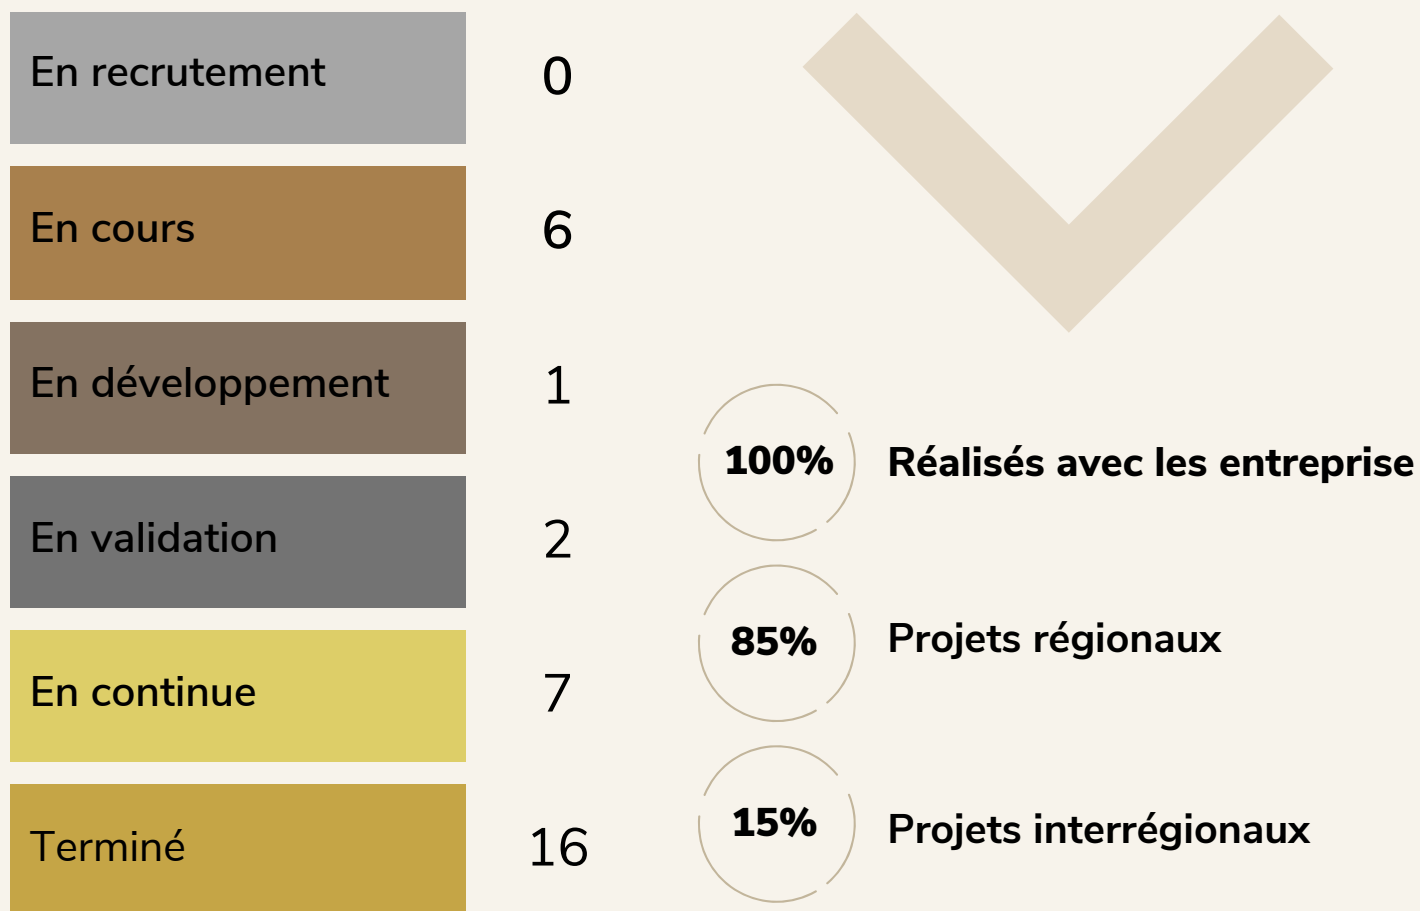 En recrutement
0
En cours
6
En développement
1
En validation
2
En continue
7
Terminé
16
100%
Réalisés avec les entreprise
85%
Projets régionaux
15%
Projets interrégionaux